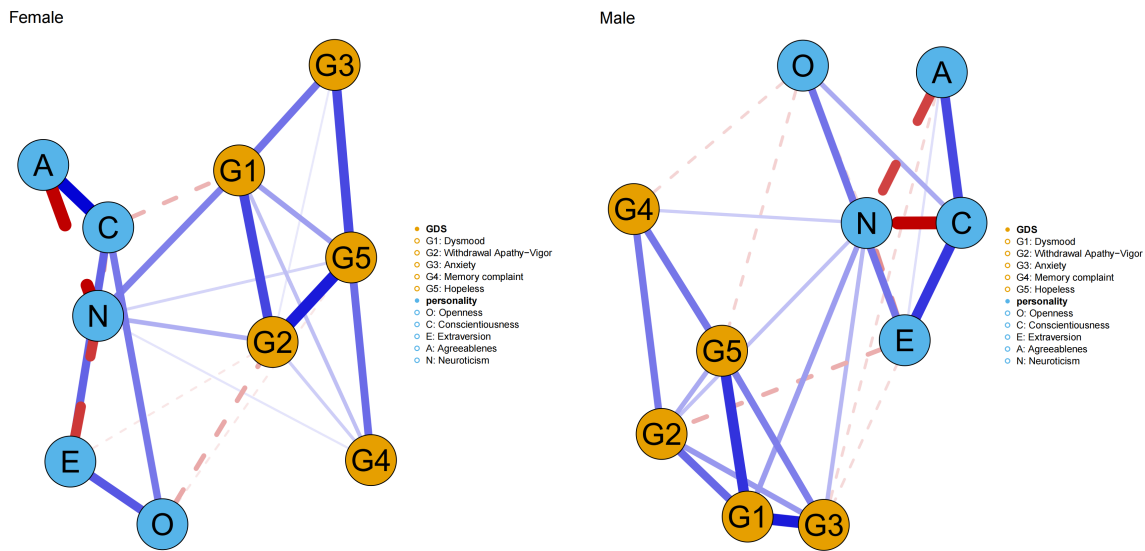 Female
G3
A
G1
C
G5
N
G2
E
G4
O
GDS
G1: Dysmood
G2: Withdrawal Apathy−Vigor
G3: Anxiety
G4: Memory complaint
G5: Hopeless
personality
O: Openness
C: Conscientiousness
E: Extraversion
A: Agreeablenes
N: Neuroticism
Male
O
A
G4
N
C
E
G5
G2
G1
G3
GDS
G1: Dysmood
G2: Withdrawal Apathy−Vigor
G3: Anxiety
G4: Memory complaint
G5: Hopeless
personality
O: Openness
C: Conscientiousness
E: Extraversion
A: Agreeablenes
N: Neuroticism